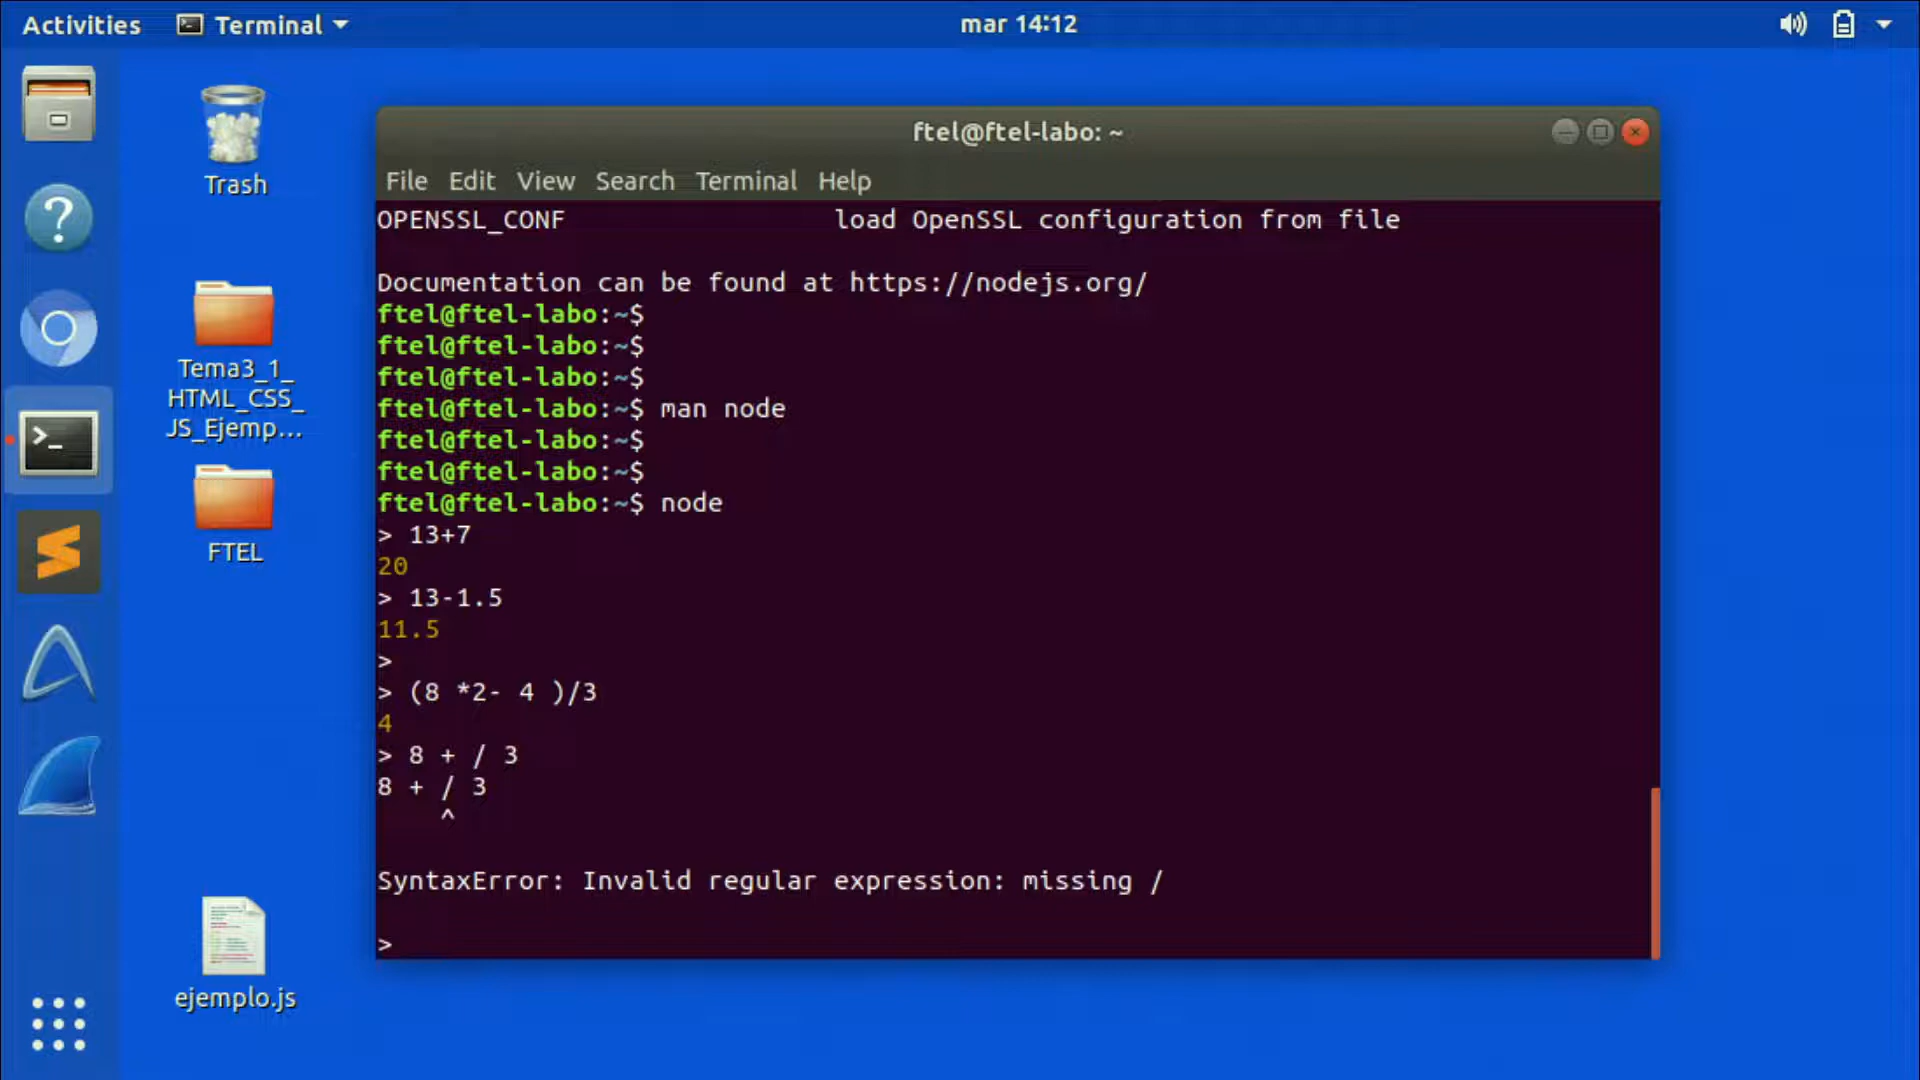 Activities Terminal mar 14:12
Trash
Tema3_1_
HTML_CSS_
JS_Ejemp...
FTEL
ejemplo.js
ftel@ftel-labo: ~
File Edit View Search Terminal Help
OPENSSL_CONF load OpenSSL configuration from file
Documentation can be found at https://nodejs.org/
ftel@ftel-labo:~$
ftel@ftel-labo:~$
ftel@ftel-labo:~$
ftel@ftel-labo:~$ man node
ftel@ftel-labo:~$
ftel@ftel-labo:~$
ftel@ftel-labo:~$ node
> 13+7
20
> 13-1.5
11.5
>
> (8 *2- 4 )/3
4
> 8 + / 3
8 + / 3
^
SyntaxError: Invalid regular expression: missing /
>